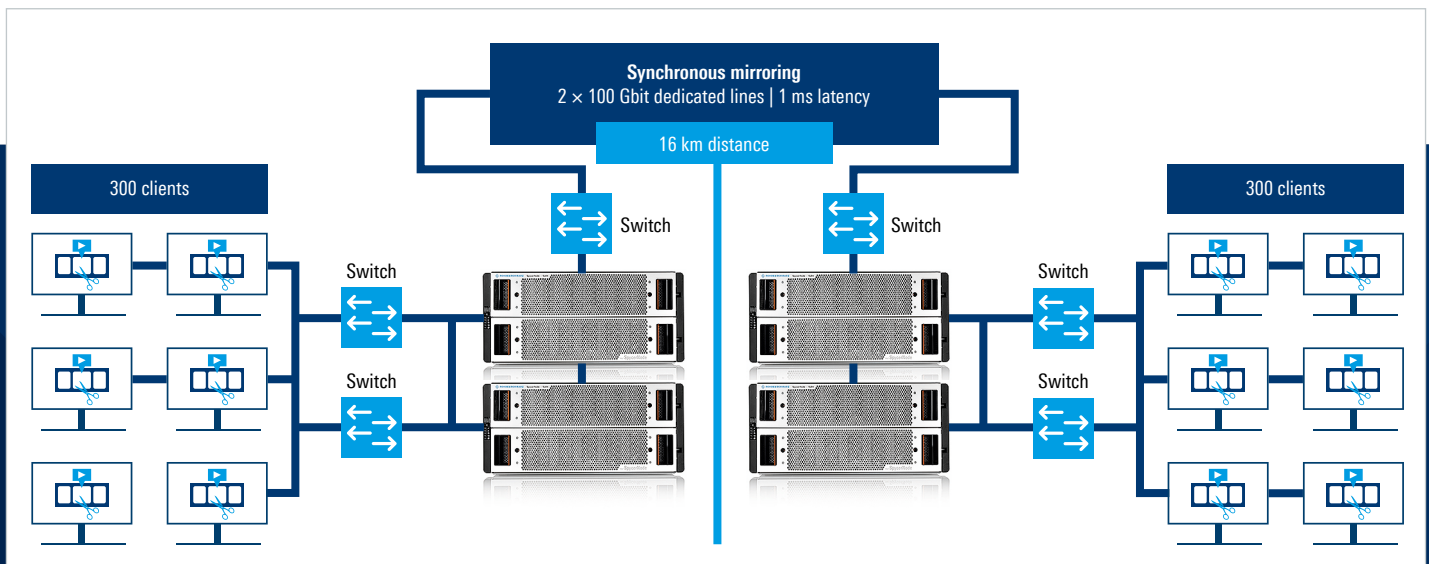 Synchronous mirroring
2 × 100 Gbit dedicated lines | 1 ms latency
16 km distance
300 clients
300 clients
Switch
Switch
Switch
Switch
Switch
Switch